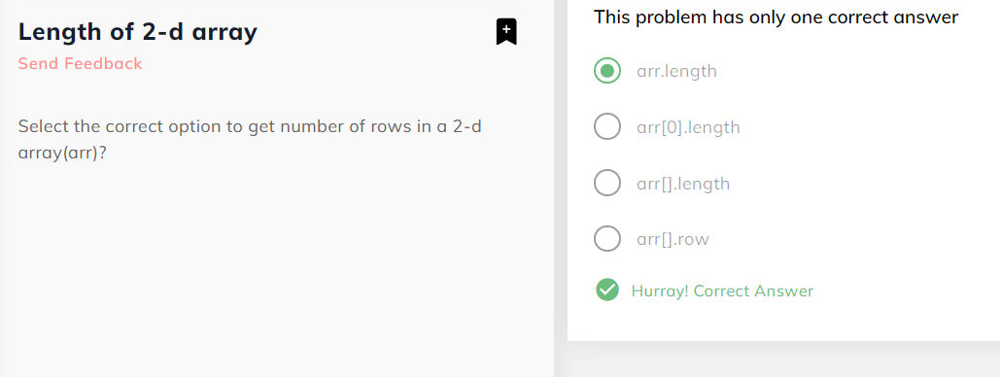 Length of 2-d array
Send Feedback
Select the correct option to get number of rows in a 2-d
array(arr)?
This problem has only one correct answer
arr.length
arr[0].length
arr[].length
arr[].row
Hurray! Correct Answer